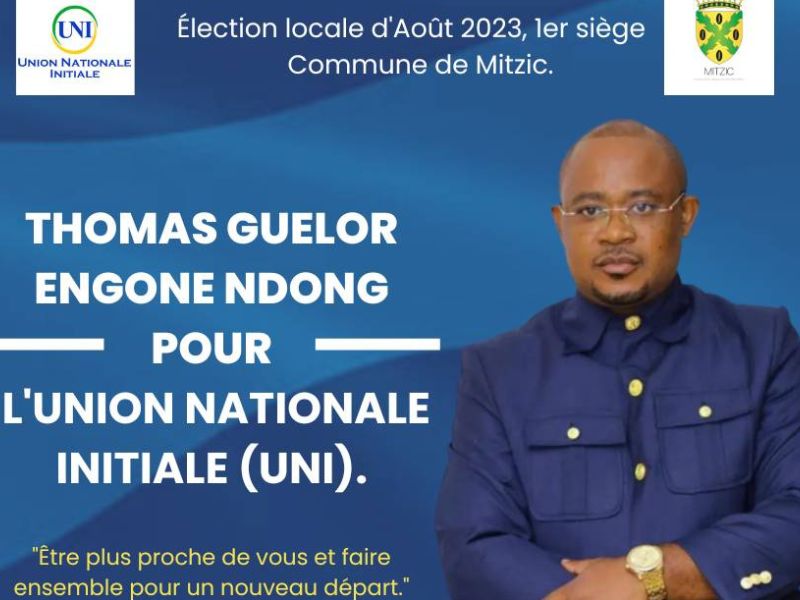 UNI
UNION NATIONALE
INITIALE
Élection locale d'Août 2023, 1er siège
Commune de Mitzic.
MITZIC
THOMAS GUELOR
ENGONE NDONG
POUR
L'UNION NATIONALE
INITIALE (UNI).
"Être plus proche de vous et faire
ensemble pour un nouveau départ."